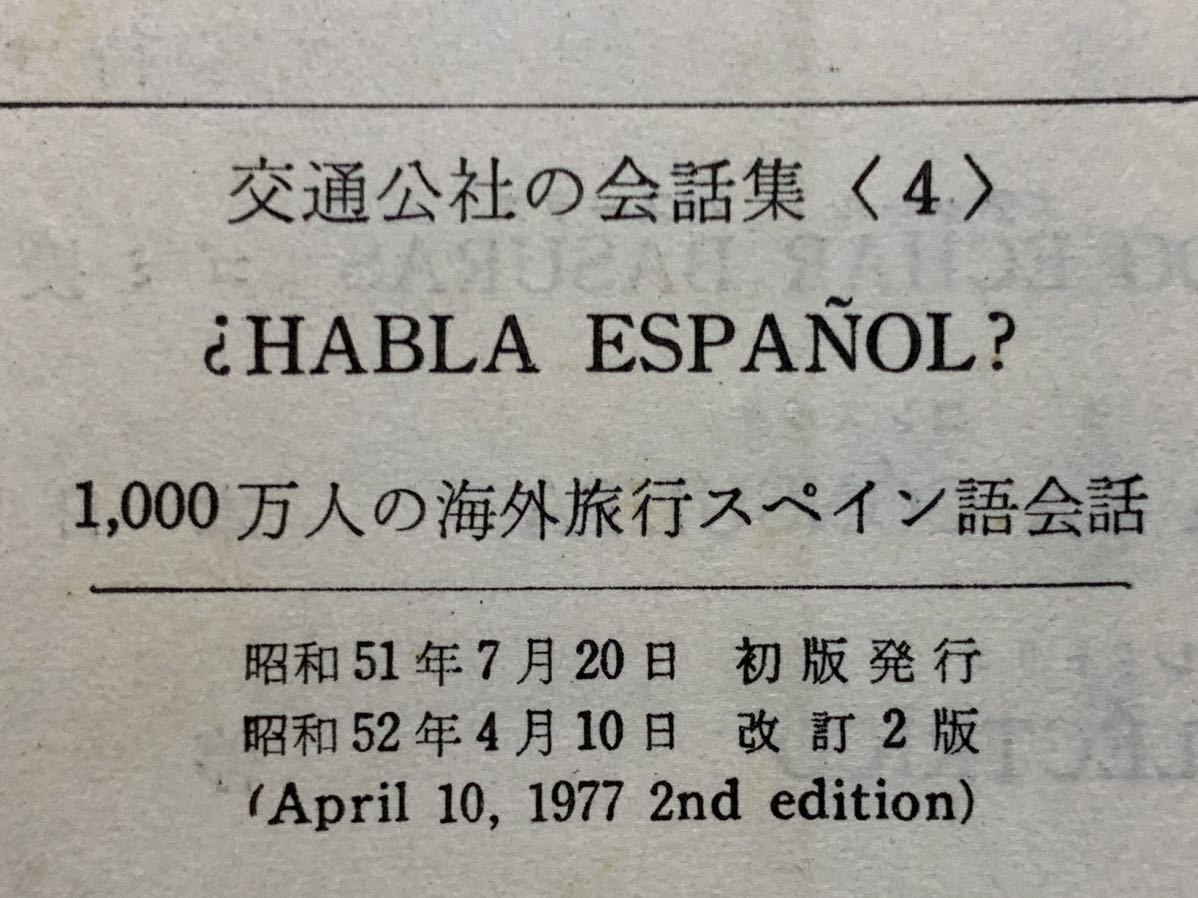 交通公社の会話集〈4〉
¿HABLA ESPAÑOL?
1,000万人の海外旅行スペイン語会話
昭和51年7月20日 初版発行
昭和52年4月10日 改訂2版
(April 10, 1977 2nd edition)